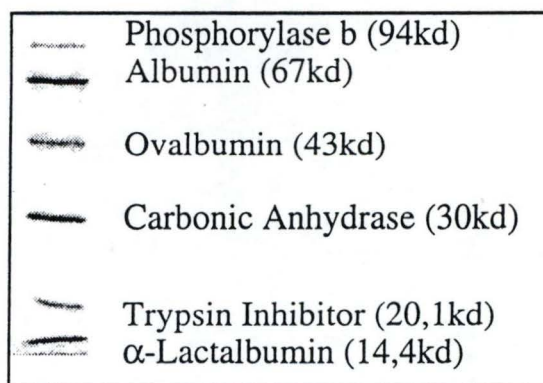 Phosphorylase b (94kd)
Albumin (67kd)
Ovalbumin (43kd)
Carbonic Anhydrase (30kd)
Trypsin Inhibitor (20,1kd)
α-Lactalbumin (14,4kd)